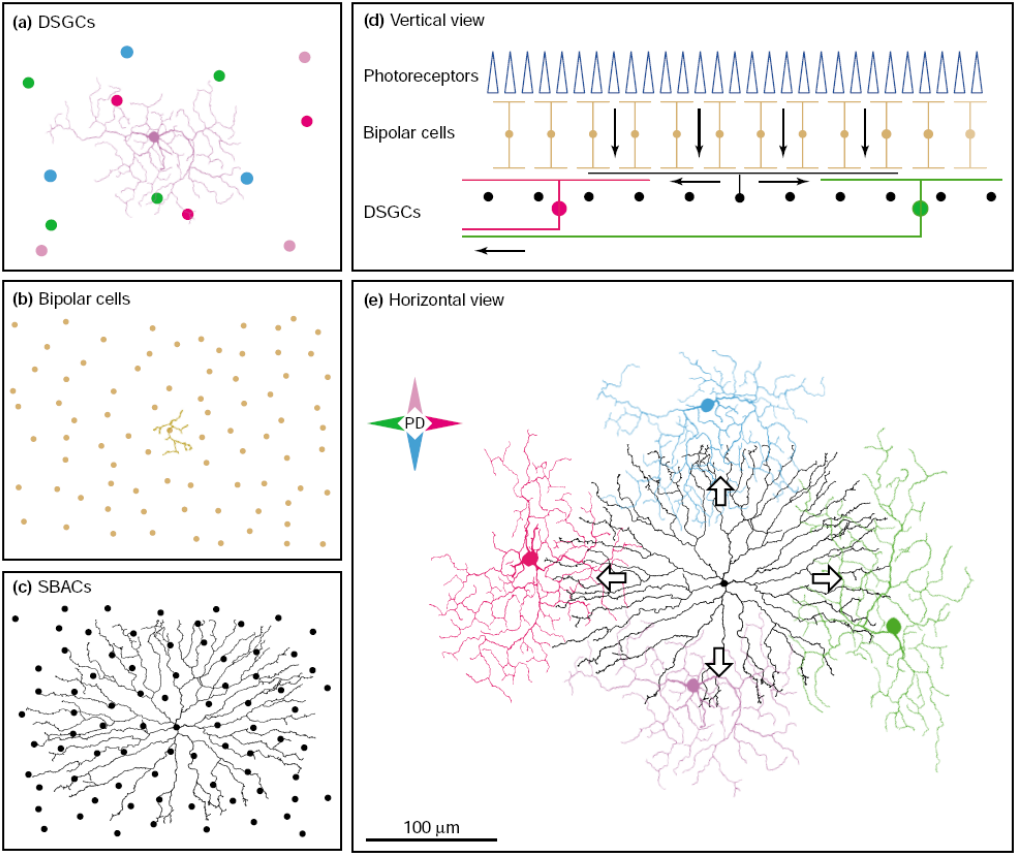 (a) DSGCs
(b) Bipolar cells
(c) SBACs
(d) Vertical view
Photoreceptors
Bipolar cells
DSGCs
(e) Horizontal view
PD
100 μm